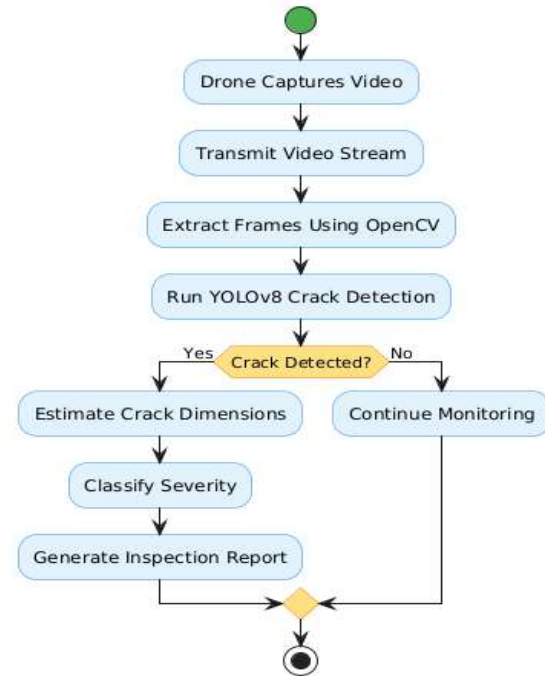 Drone Captures Video
Transmit Video Stream
Extract Frames Using OpenCV
Run YOLOv8 Crack Detection
Yes
Crack Detected?
No
Estimate Crack Dimensions
Continue Monitoring
Classify Severity
Generate Inspection Report